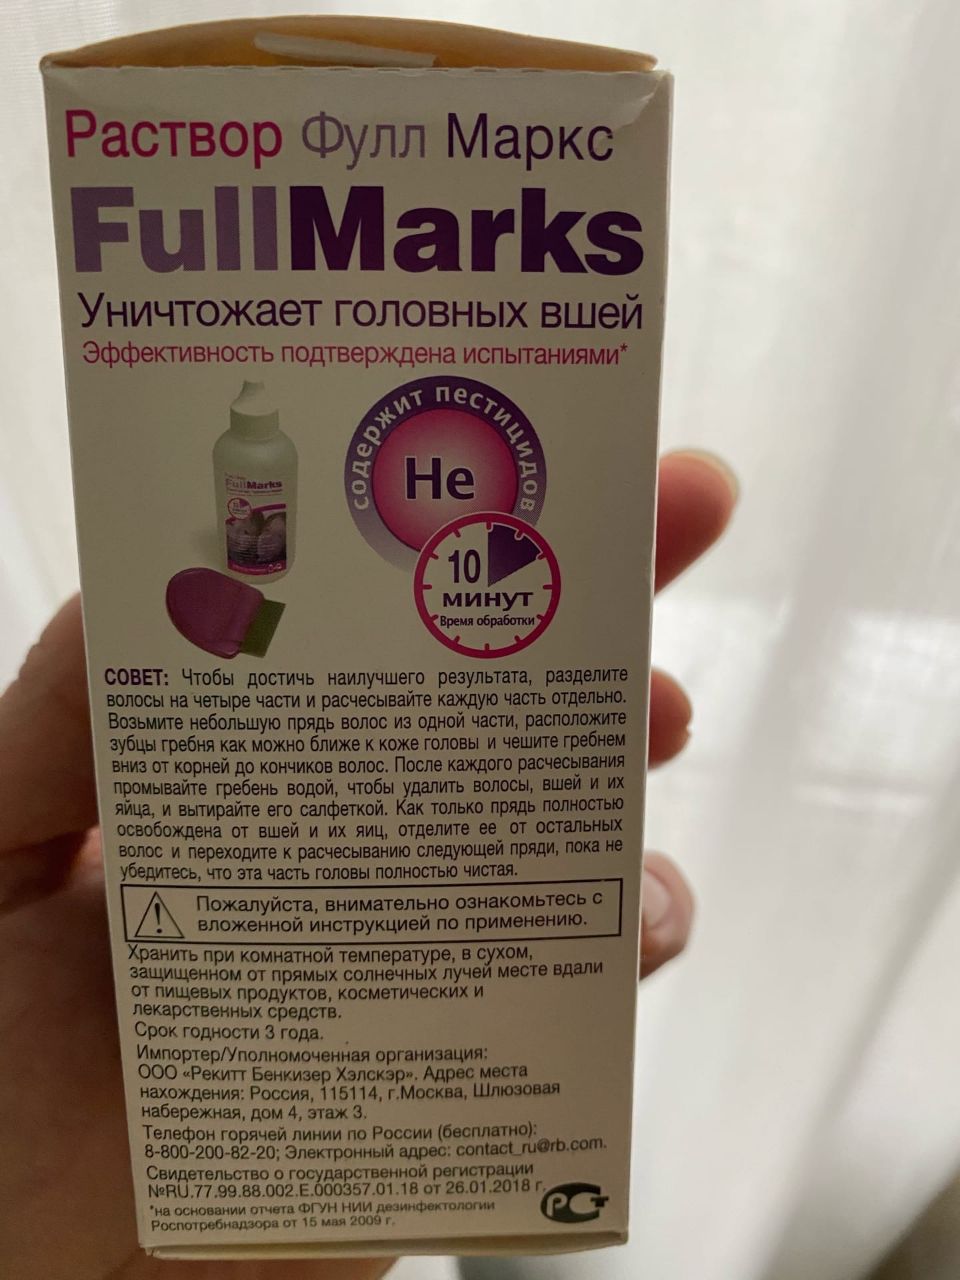 Раствор Фулл Маркс
FullMarks
Уничтожает головных вшей
Эффективность подтверждена испытаниями*
содержит пестицидов
Не
10
минут
Время обработки
FullMarks
СОВЕТ: Чтобы достичь наилучшего результата, разделите
волосы на четыре части и расчесывайте каждую часть отдельно.
Возьмите небольшую прядь волос из одной части, расположите
зубцы гребня как можно ближе к коже головы и чешите гребнем
вниз от корней до кончиков волос. После каждого расчесывания
промывайте гребень водой, чтобы удалить волосы, вшей и их
яйца, и вытирайте его салфеткой. Как только прядь полностью
освобождена от вшей и их яиц, отделите ее от остальных
волос и переходите к расчесыванию следующей пряди, пока не
убедитесь, что эта часть головы полностью чистая.
Пожалуйста, внимательно ознакомьтесь с
вложенной инструкцией по применению.
Хранить при комнатной температуре, в сухом,
защищенном от прямых солнечных лучей месте вдали
от пищевых продуктов, косметических и
лекарственных средств.
Срок годности 3 года.
Импортер/Уполномоченная организация:
ООО «Рекитт Бенкизер Хэлскэр». Адрес места
нахождения: Россия, 115114, г.Москва, Шлюзовая
набережная, дом 4, этаж 3.
Телефон горячей линии по России (бесплатно):
8-800-200-82-20; Электронный адрес: contact_ru@rb.com.
Свидетельство о государственной регистрации
№RU.77.99.88.002.Е.000357.01.18 от 26.01.2018 г.
*на основании отчета ФГУН НИИ дезинфектологии
Роспотребнадзора от 15 мая 2009 г.